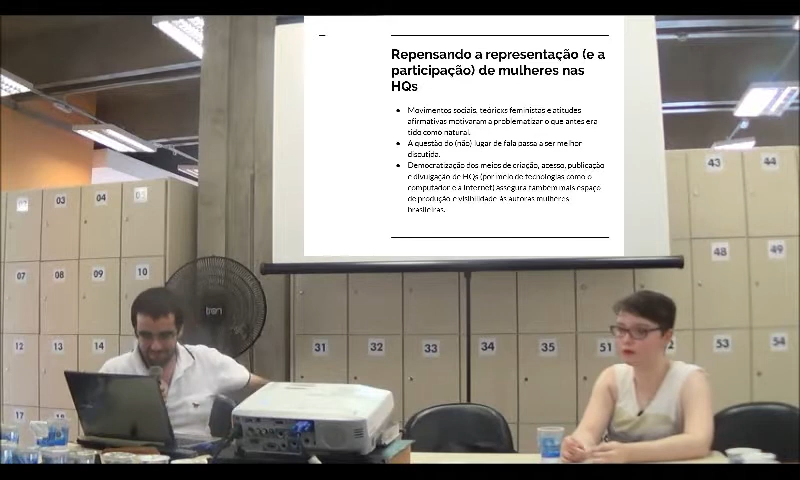 Repensando a representação (e a
participação) de mulheres nas
HQs
Movimentos sociais, teóricxs feministas e atitudes
afirmativas motivaram a problematizar o que antes era
tido como natural.
A questão do (não) lugar de fala passa a ser melhor
discutida.
Democratização dos meios de criação, acesso, publicação
e divulgação de HQs (por meio de tecnologias como o
computador e a Internet) assegura também mais espaço
de produção e visibilidade às autoras mulheres
brasileiras.
43
44
02
03
04
48
49
07
08
09
10
12
13
14
31
32
33
34
35
51
53
54
17
18